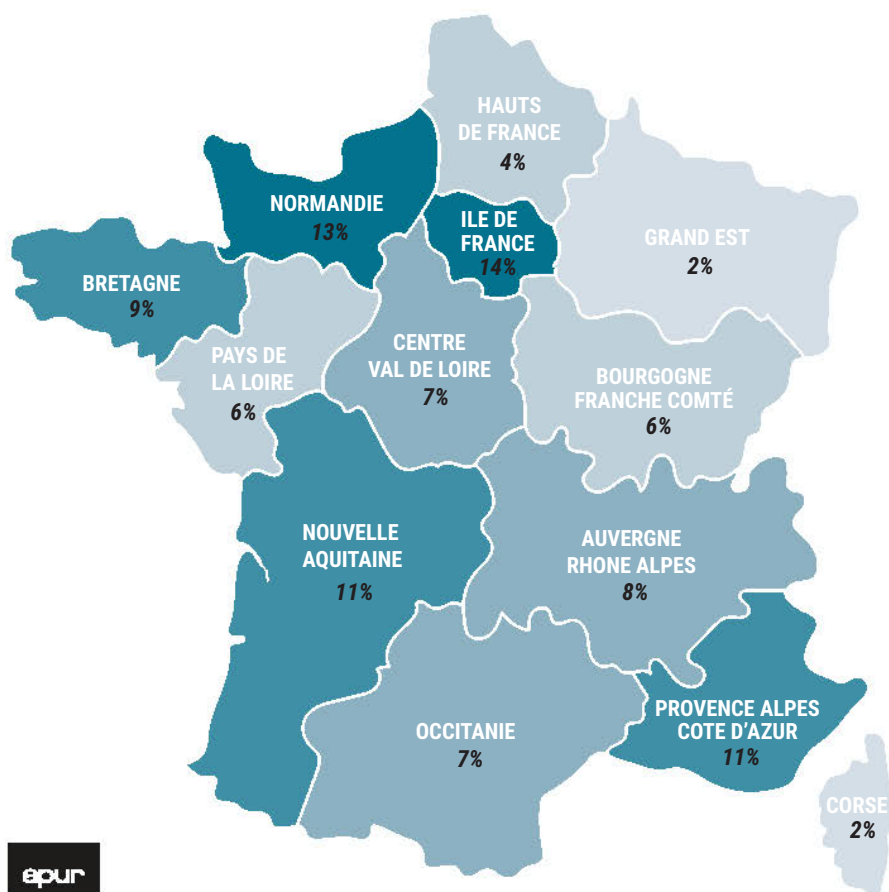 HAUTS
DE FRANCE
4%
NORMANDIE
13%
ILE DE
FRANCE
14%
GRAND EST
2%
BRETAGNE
9%
PAYS DE
LA LOIRE
6%
CENTRE
VAL DE LOIRE
7%
BOURGOGNE
FRANCHE COMTÉ
6%
NOUVELLE
AQUITAINE
11%
AUVERGNE
RHONE ALPES
8%
OCCITANIE
7%
PROVENCE ALPES
COTE D'AZUR
11%
CORSE
2%
apur